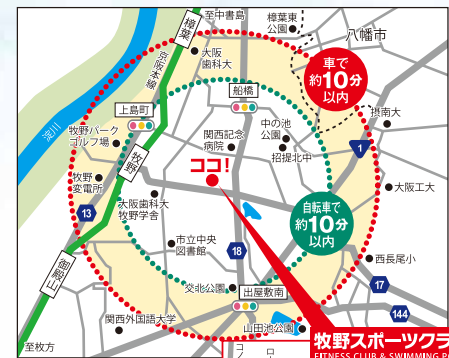 至中書島
樟葉東
公園
八幡市
樟葉
京阪本線
大阪
歯科大
車で
約10分
以内
船橋
上島町
摂南大
淀川
牧野パーク
ゴルフ場
中の池
公園
関西記念
病院
招提北中
1
牧野
ココ!
牧野
変電所
大阪工大
大阪歯科大
牧野学舎
自転車で
約10分
以内
13
市立中央
図書館
18
西長尾小
御殿山
17
交北公園
出屋敷南
144
関西外国語大学
山田池公園
至枚方
牧野スポーツクラ
FITNESS CLUB & SWIMMING P